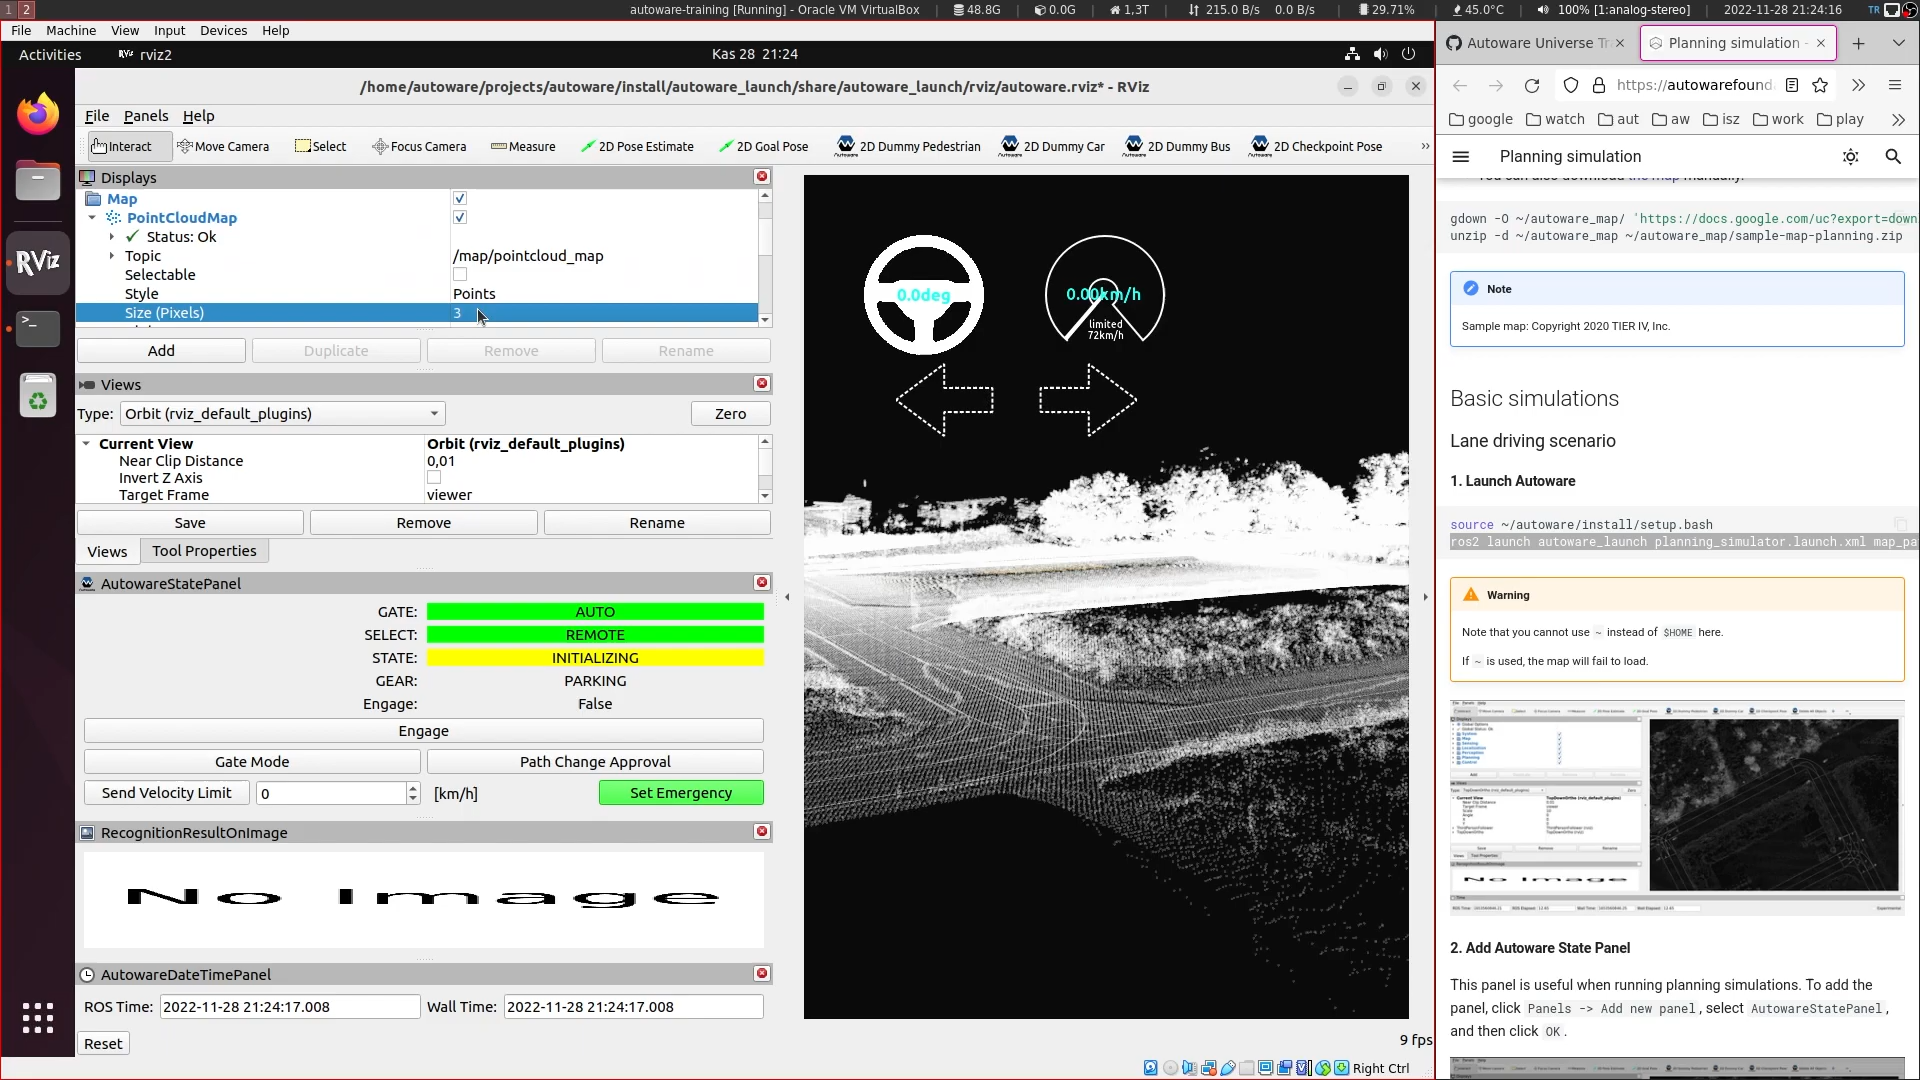 1 2
autoware-training [Running] - Oracle VM VirtualBox
48.8G
0.0G
1,3T
215.0 B/s 0.0 B/s
29.71%
45.0°C
100% [1:analog-stereo]
2022-11-28 21:24:16
TR
File Machine View Input Devices Help
Activities
rviz2
Kas 28 21:24
/home/autoware/projects/autoware/install/autoware_launch/share/autoware_launch/rviz/autoware.rviz* - RViz
File Panels Help
Interact
Move Camera
Select
Focus Camera
Measure
2D Pose Estimate
2D Goal Pose
2D Dummy Pedestrian
2D Dummy Car
2D Dummy Bus
2D Checkpoint Pose
RViz
Displays
Map
PointCloudMap
Status: Ok
Topic /map/pointcloud_map
Selectable
Style Points
Size (Pixels) 3
Add Duplicate Remove Rename
Views
Type: Orbit (rviz_default_plugins) Zero
Current View Orbit (rviz_default_plugins)
Near Clip Distance 0,01
Invert Z Axis
Target Frame viewer
Save Remove Rename
Views Tool Properties
AutowareStatePanel
GATE: AUTO
SELECT: REMOTE
STATE: INITIALIZING
GEAR: PARKING
Engage: False
Engage
Gate Mode Path Change Approval
Send Velocity Limit 0 [km/h] Set Emergency
RecognitionResultOnImage
No Image
AutowareDateTimePanel
ROS Time: 2022-11-28 21:24:17.008 Wall Time: 2022-11-28 21:24:17.008
Reset
9 fps
Right Ctrl
0.0deg
0.00km/h
limited
72km/h
Autoware Universe Tr
Planning simulation -
https://autowarefound
google watch aut aw isz work play
Planning simulation
You can also download the map manually.
gdown -O ~/autoware_map/ 'https://docs.google.com/uc?export=down
unzip -d ~/autoware_map ~/autoware_map/sample-map-planning.zip
Note
Sample map: Copyright 2020 TIER IV, Inc.
Basic simulations
Lane driving scenario
1. Launch Autoware
source ~/autoware/install/setup.bash
ros2 launch autoware_launch planning_simulator.launch.xml map_pa
Warning
Note that you cannot use ~ instead of $HOME here.
If ~ is used, the map will fail to load.
No Image
2. Add Autoware State Panel
This panel is useful when running planning simulations. To add the
panel, click Panels -> Add new panel, select AutowareStatePanel,
and then click OK.